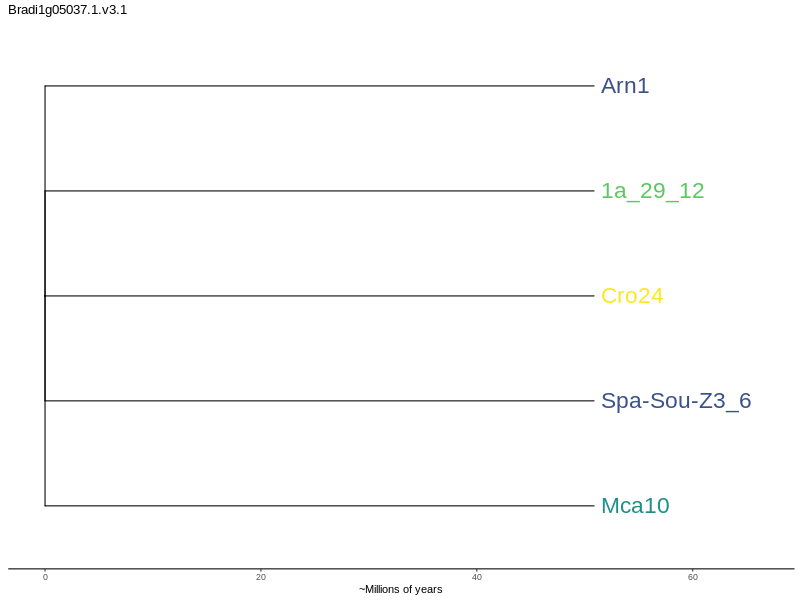 Bradi1g05037.1.v3.1
Arn1
1a_29_12
Cro24
Spa-Sou-Z3_6
Mca10
0 20 40 60
~Millions of years